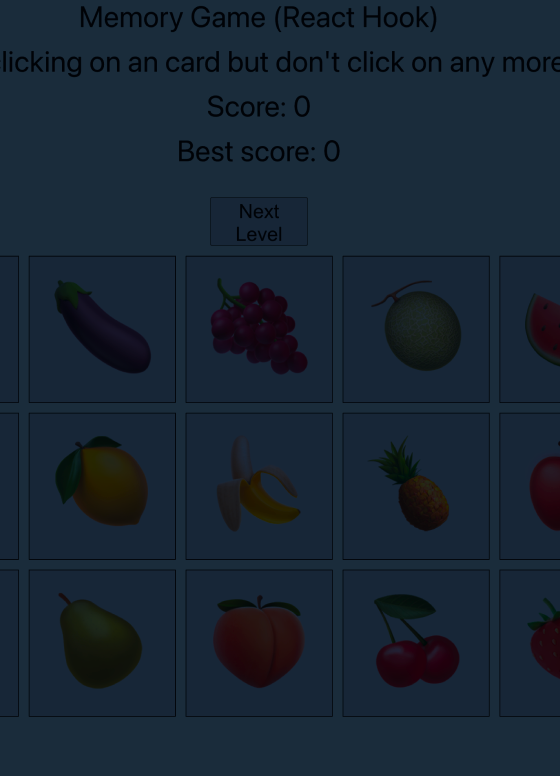 Memory Game (React Hook)
licking on an card but don't click on any more
Score: 0
Best score: 0
Next
Level